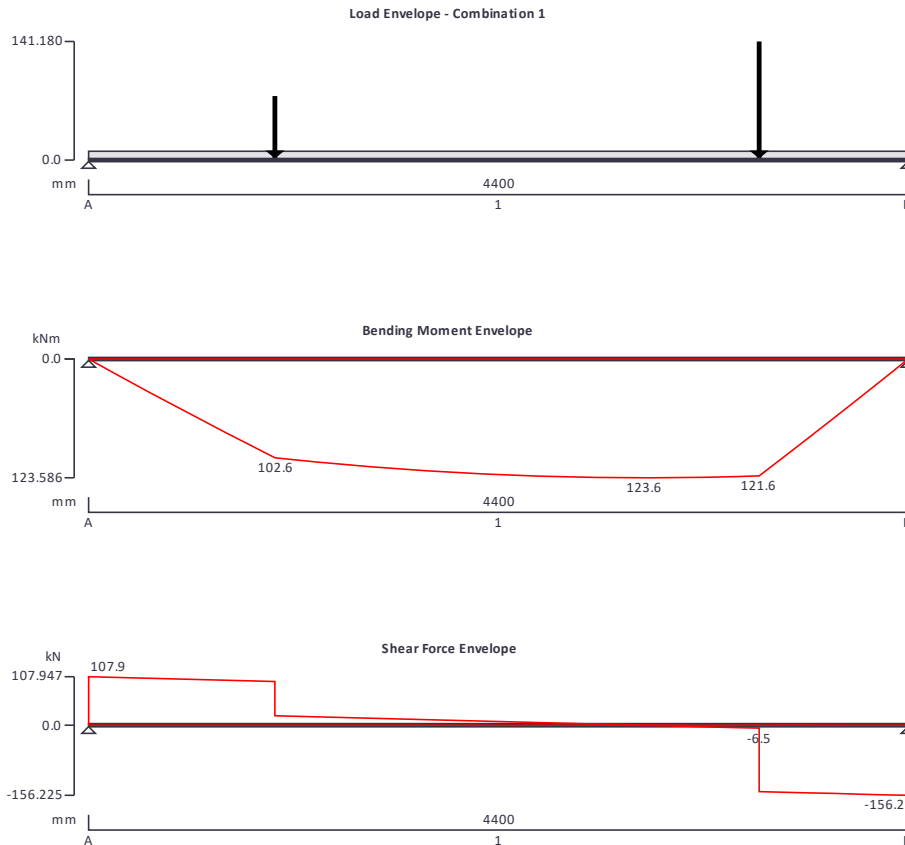 Load Envelope - Combination 1
141.180
0.0
mm
4400
A
1
Bending Moment Envelope
kNm
0.0
102.6
123.6
121.6
123.586
mm
4400
A
1
Shear Force Envelope
kN
107.9
107.947
0.0
-6.5
-156.225
-156.2
mm
4400
A
1